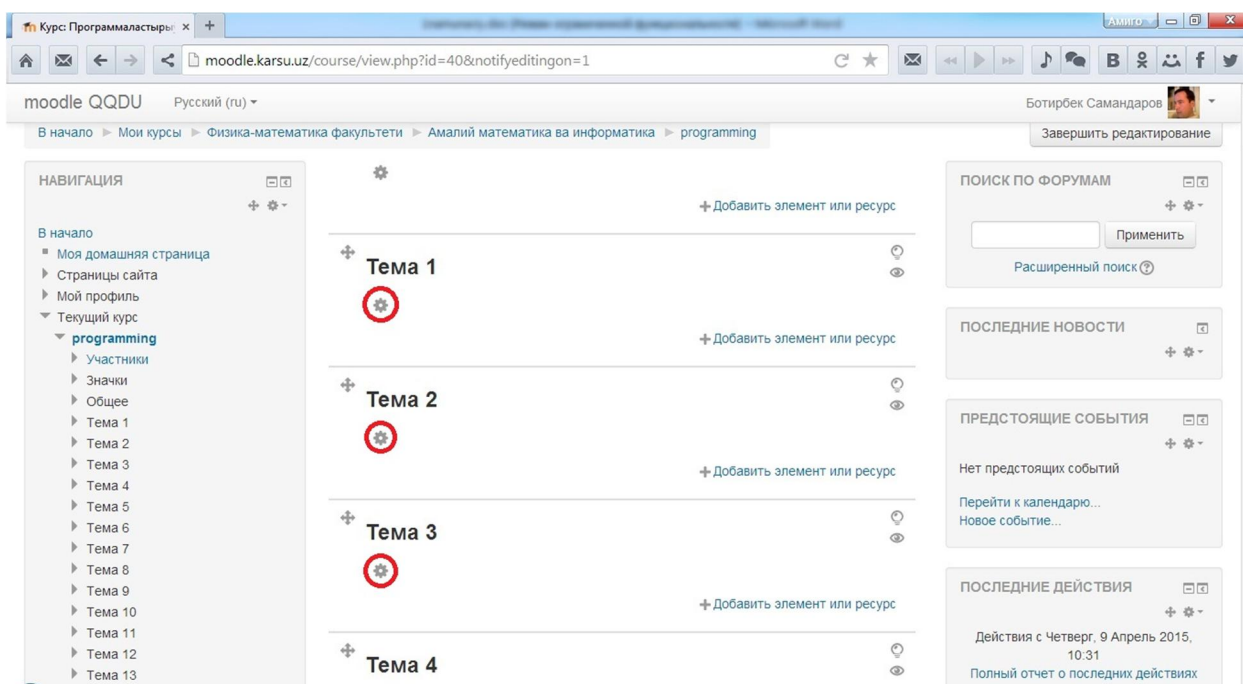 Курс: Программаластыры
Амиго
moodle.karsu.uz/course/view.php?id=40&notifyeditingon=1
moodle QQDU
Русский (ru)
Ботирбек Самандаров
В начало
Мои курсы
Физика-математика факультети
Амалий математика ва информатика
programming
Завершить редактирование
НАВИГАЦИЯ
В начало
Моя домашняя страница
Страницы сайта
Мой профиль
Текущий курс
programming
Участники
Значки
Общее
Тема 1
Тема 2
Тема 3
Тема 4
Тема 5
Тема 6
Тема 7
Тема 8
Тема 9
Тема 10
Тема 11
Тема 12
Тема 13
Добавить элемент или ресурс
Тема 1
Добавить элемент или ресурс
Тема 2
Добавить элемент или ресурс
Тема 3
Добавить элемент или ресурс
Тема 4
ПОИСК ПО ФОРУМАМ
Применить
Расширенный поиск
ПОСЛЕДНИЕ НОВОСТИ
ПРЕДСТОЯЩИЕ СОБЫТИЯ
Нет предстоящих событий
Перейти к календарю...
Новое событие...
ПОСЛЕДНИЕ ДЕЙСТВИЯ
Действия с Четверг, 9 Апрель 2015,
10:31
Полный отчет о последних действиях